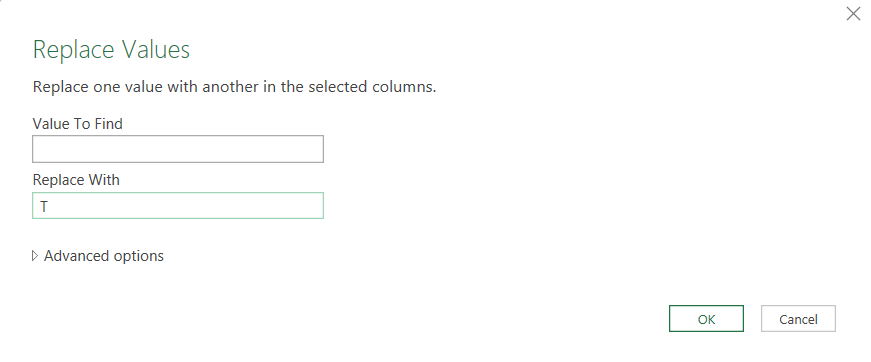 Replace Values
Replace one value with another in the selected columns.
Value To Find
Replace With
T
Advanced options
OK
Cancel